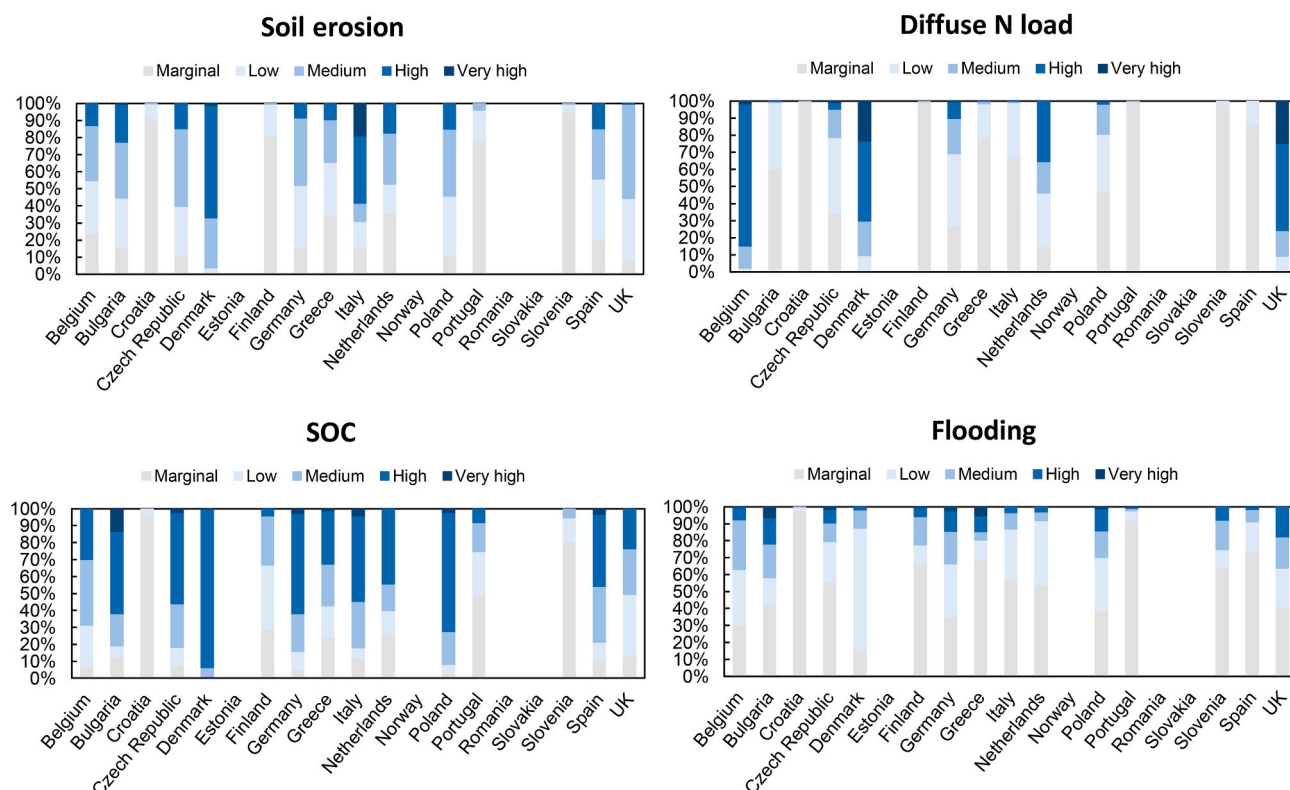 Soil erosion
Marginal Low Medium High Very high
100%
90%
80%
70%
60%
50%
40%
30%
20%
10%
0%
Belgium
Bulgaria
Croatia
Czech Republic
Denmark
Estonia
Finland
Germany
Greece
Italy
Netherlands
Norway
Poland
Portugal
Romania
Slovakia
Slovenia
Spain
UK
Diffuse N load
Marginal Low Medium High Very high
100%
90%
80%
70%
60%
50%
40%
30%
20%
10%
0%
Belgium
Bulgaria
Croatia
Czech Republic
Denmark
Estonia
Finland
Germany
Greece
Italy
Netherlands
Norway
Poland
Portugal
Romania
Slovakia
Slovenia
Spain
UK
SOC
Marginal Low Medium High Very high
100%
90%
80%
70%
60%
50%
40%
30%
20%
10%
0%
Belgium
Bulgaria
Croatia
Czech Republic
Denmark
Estonia
Finland
Germany
Greece
Italy
Netherlands
Norway
Poland
Portugal
Romania
Slovakia
Slovenia
Spain
UK
Flooding
Marginal Low Medium High Very high
100%
90%
80%
70%
60%
50%
40%
30%
20%
10%
0%
Belgium
Bulgaria
Croatia
Czech Republic
Denmark
Estonia
Finland
Germany
Greece
Italy
Netherlands
Norway
Poland
Portugal
Romania
Slovakia
Slovenia
Spain
UK